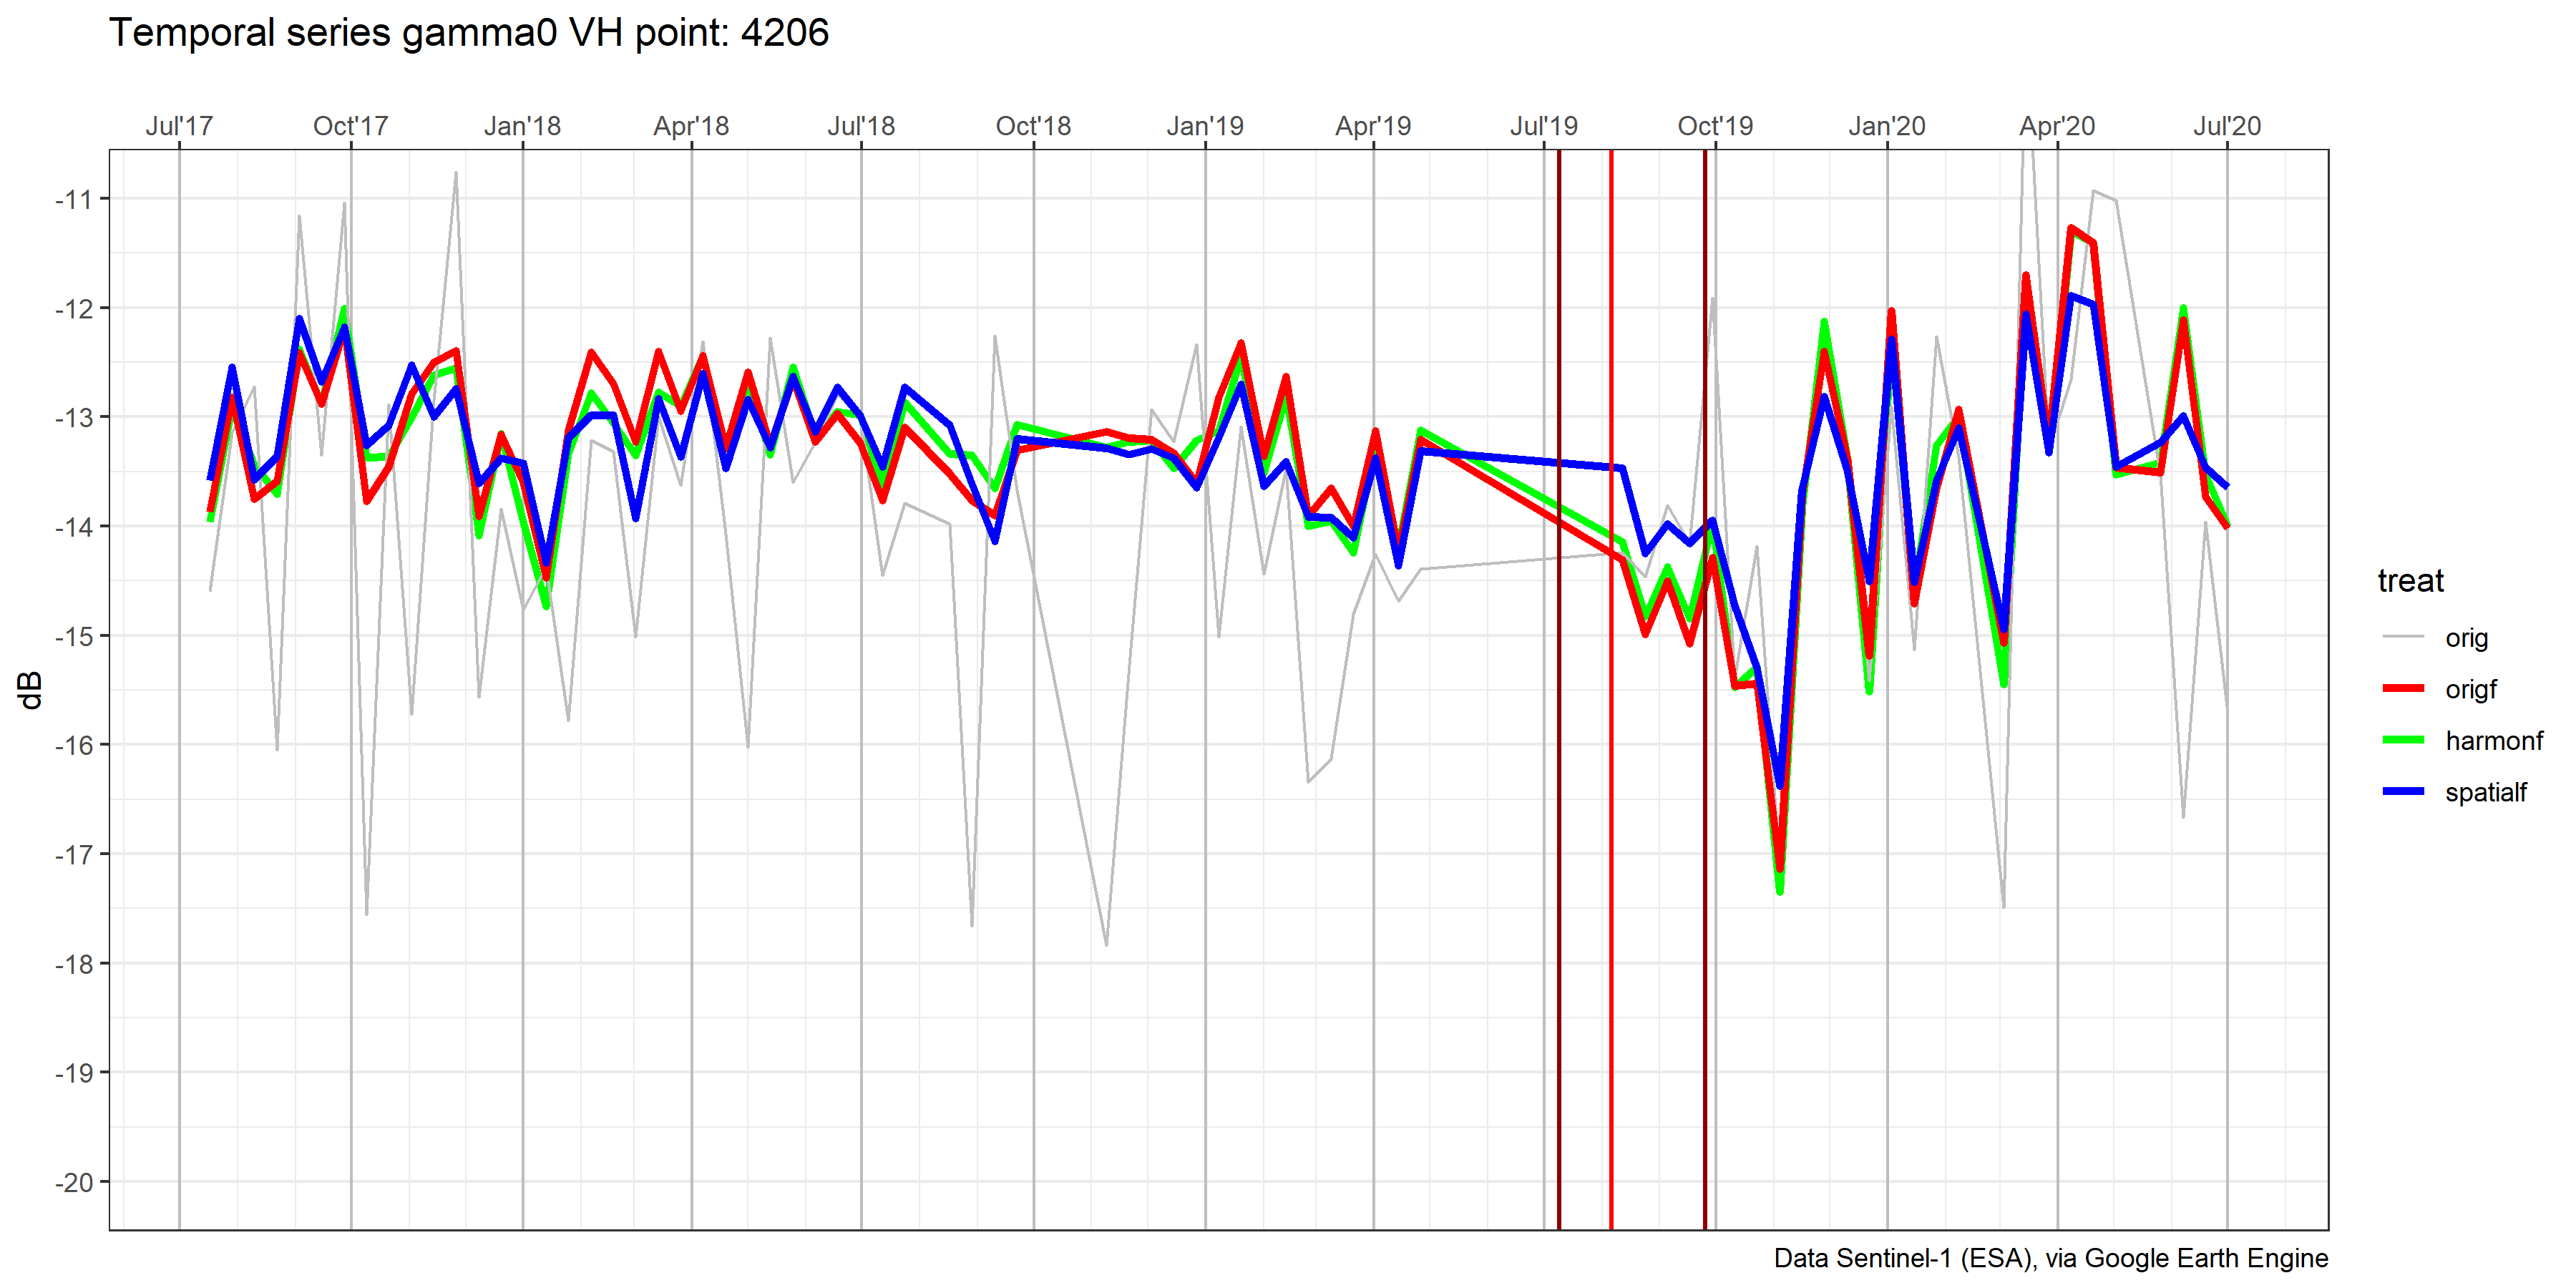 Temporal series gamma0 VH point: 4206
Jul'17 Oct'17 Jan'18 Apr'18 Jul'18 Oct'18 Jan'19 Apr'19 Jul'19 Oct'19 Jan'20 Apr'20 Jul'20
-11
-12
-13
-14
-15
-16
-17
-18
-19
-20
dB
treat
orig
origf
harmonf
spatialf
Data Sentinel-1 (ESA), via Google Earth Engine